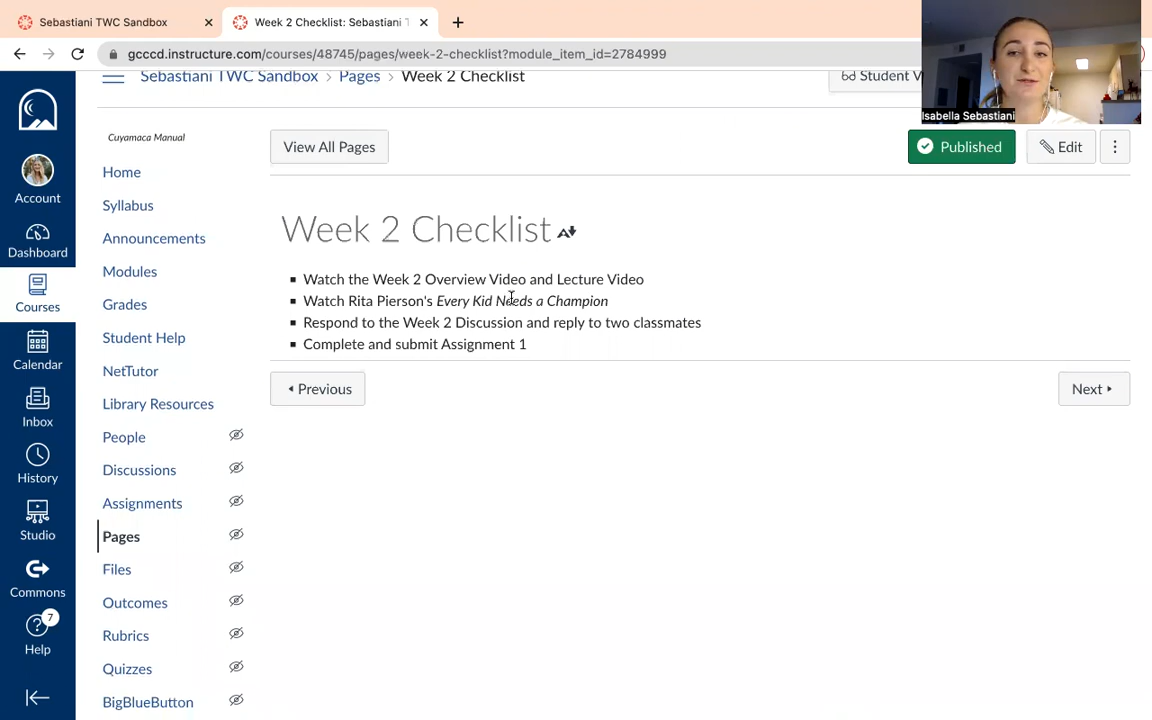 Sebastiani TWC Sandbox
Week 2 Checklist: Sebastiani T
gcccd.instructure.com/courses/48745/pages/week-2-checklist?module_item_id=2784999
Sebastiani TWC Sandbox > Pages > Week 2 Checklist
Student V
Isabella Sebastiani
Account
Dashboard
Courses
Calendar
Inbox
History
Studio
Commons
7
Help
Cuyamaca Manual
Home
Syllabus
Announcements
Modules
Grades
Student Help
NetTutor
Library Resources
People
Discussions
Assignments
Pages
Files
Outcomes
Rubrics
Quizzes
BigBlueButton
View All Pages
Published
Edit
Week 2 Checklist
Watch the Week 2 Overview Video and Lecture Video
Watch Rita Pierson's Every Kid Needs a Champion
Respond to the Week 2 Discussion and reply to two classmates
Complete and submit Assignment 1
Previous
Next